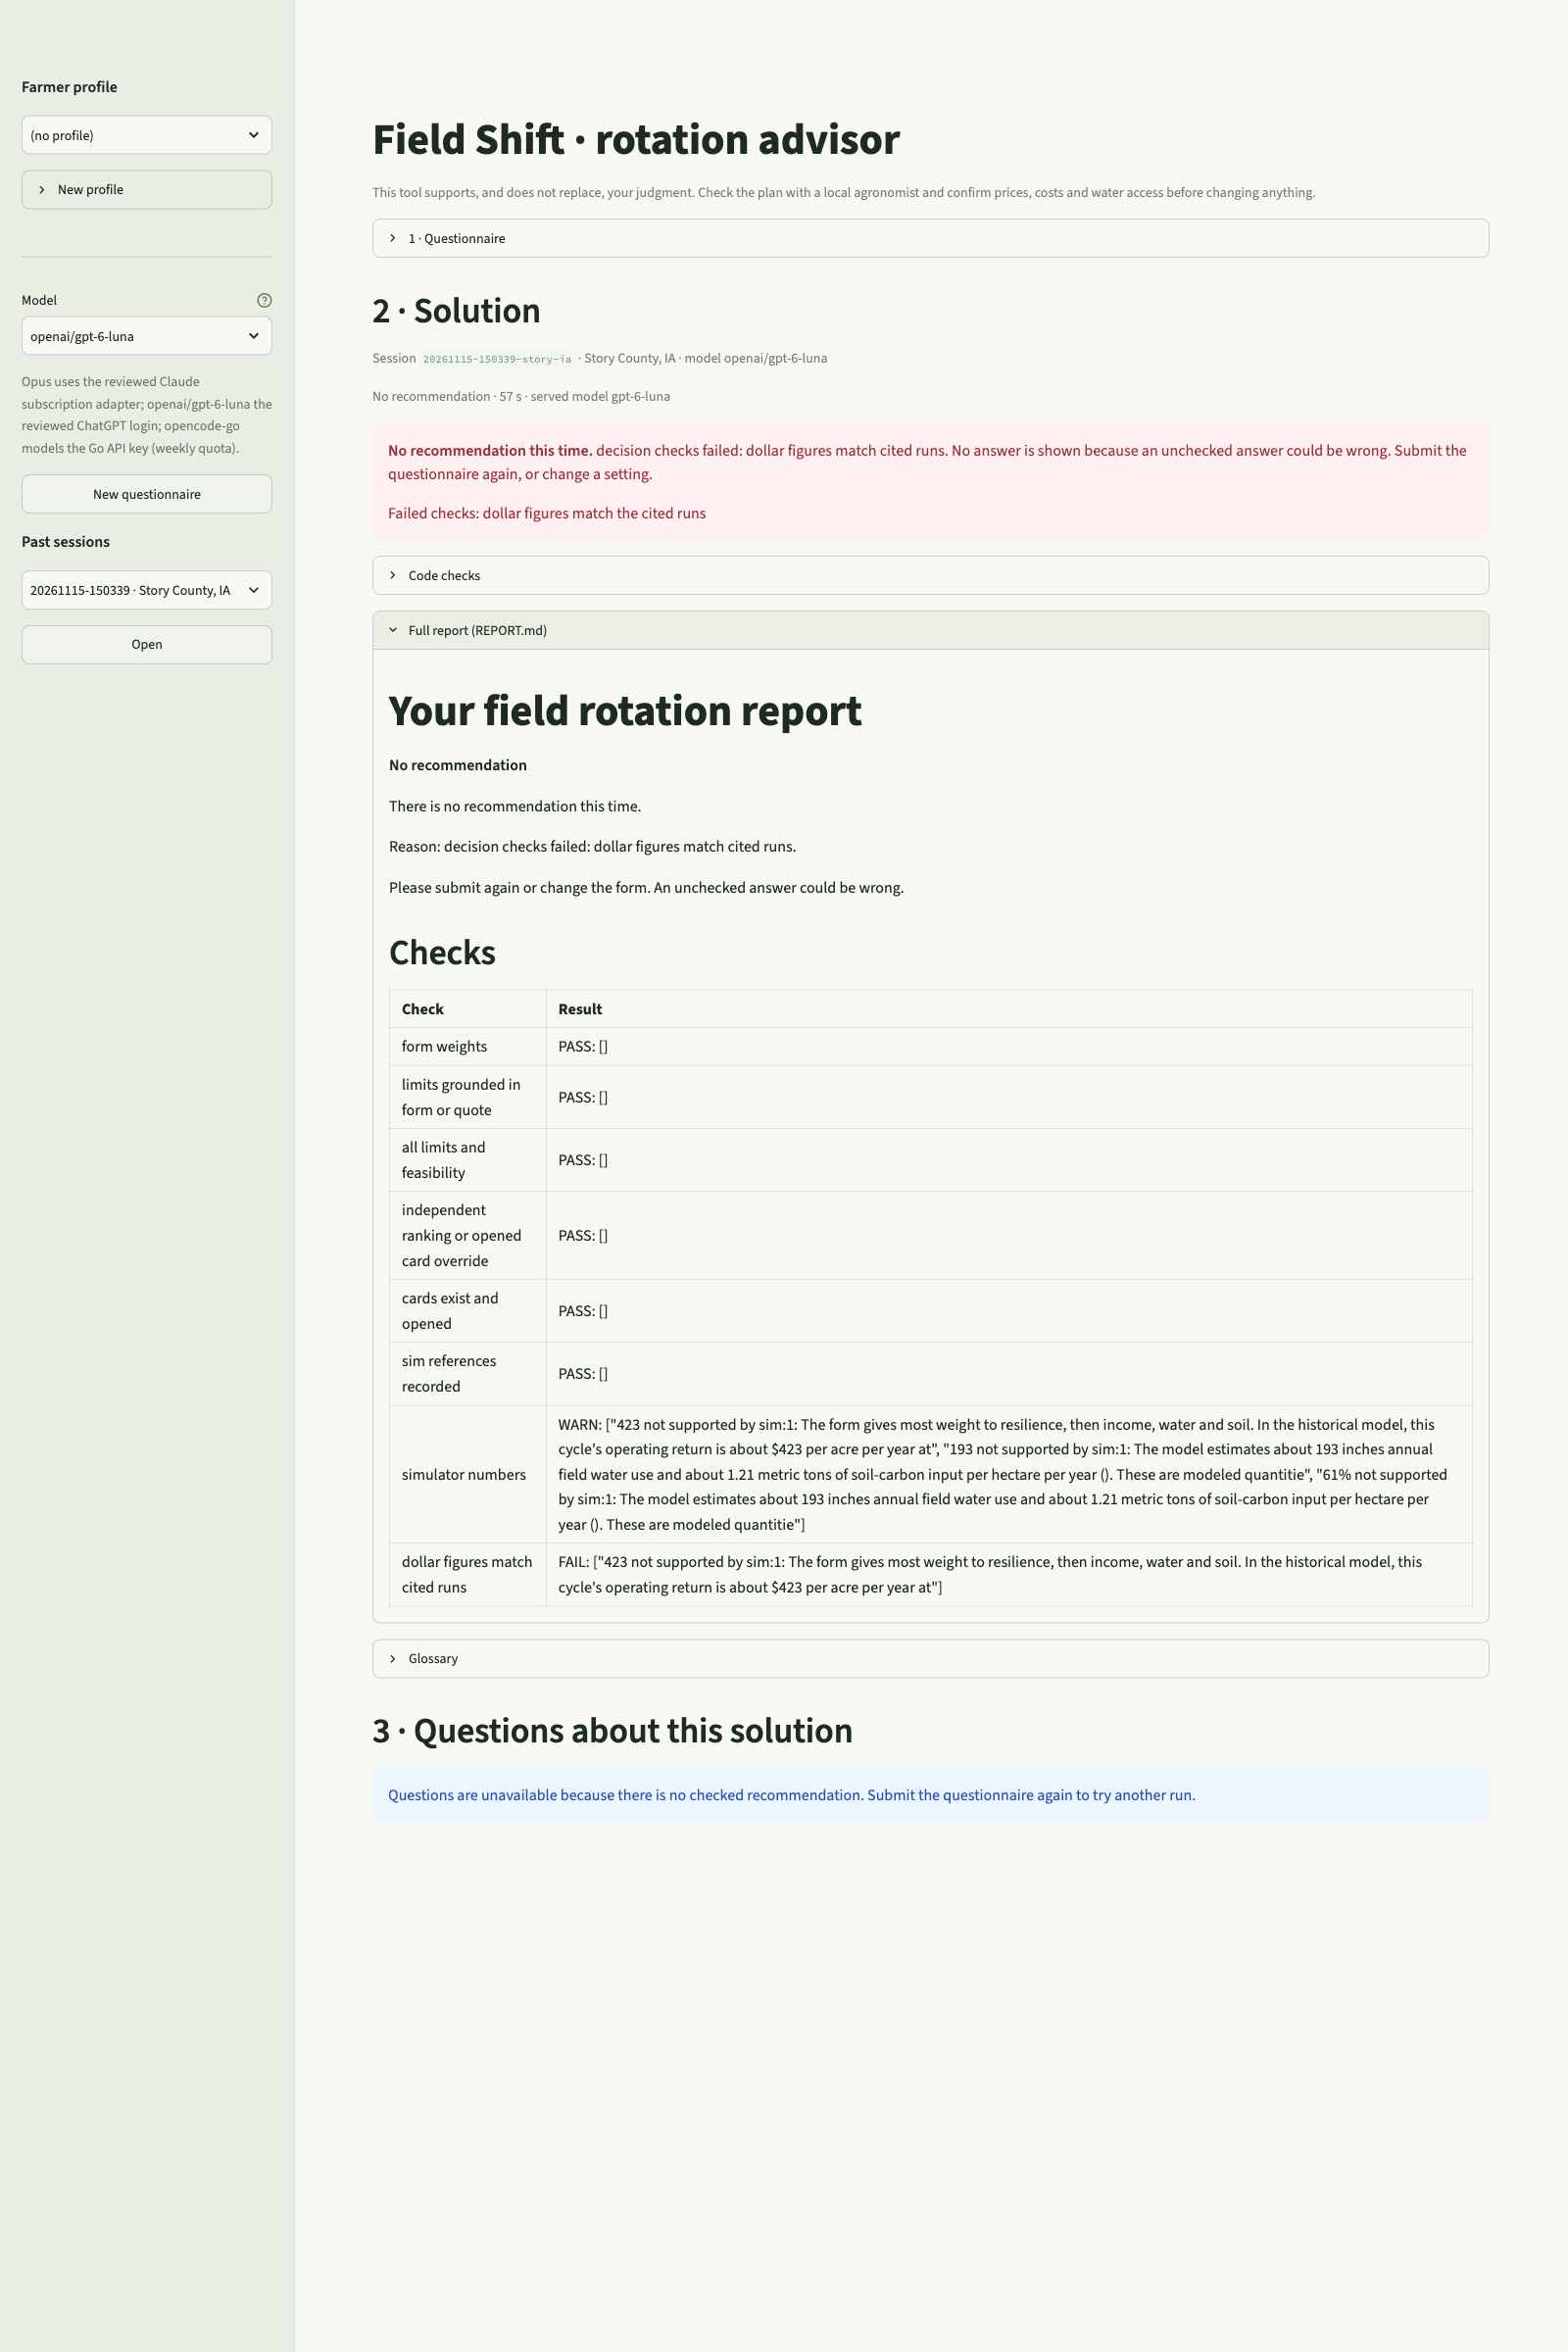 Farmer profile
(no profile)
New profile
Model
openai/gpt-6-luna
Opus uses the reviewed Claude
subscription adapter; openai/gpt-6-luna the
reviewed ChatGPT login; opencode-go
models the Go API key (weekly quota).
New questionnaire
Past sessions
20261115-150339 · Story County, IA
Open
Field Shift · rotation advisor
This tool supports, and does not replace, your judgment. Check the plan with a local agronomist and confirm prices, costs and water access before changing anything.
1 · Questionnaire
2 · Solution
Session 20261115-150339-story-ia · Story County, IA · model openai/gpt-6-luna
No recommendation · 57 s · served model gpt-6-luna
No recommendation this time. decision checks failed: dollar figures match cited runs. No answer is shown because an unchecked answer could be wrong. Submit the
questionnaire again, or change a setting.
Failed checks: dollar figures match the cited runs
Code checks
Full report (REPORT.md)
Your field rotation report
No recommendation
There is no recommendation this time.
Reason: decision checks failed: dollar figures match cited runs.
Please submit again or change the form. An unchecked answer could be wrong.
Checks
Check Result
form weights PASS: []
limits grounded in
form or quote
PASS: []
all limits and
feasibility
PASS: []
independent
ranking or opened
card override
PASS: []
cards exist and
opened
PASS: []
sim references
recorded
PASS: []
simulator numbers
WARN: ["423 not supported by sim:1: The form gives most weight to resilience, then income, water and soil. In the historical model, this
cycle's operating return is about $423 per acre per year at", "193 not supported by sim:1: The model estimates about 193 inches annual
field water use and about 1.21 metric tons of soil-carbon input per hectare per year (). These are modeled quantitie", "61% not supported
by sim:1: The model estimates about 193 inches annual field water use and about 1.21 metric tons of soil-carbon input per hectare per
year (). These are modeled quantitie"]
dollar figures match
cited runs
FAIL: ["423 not supported by sim:1: The form gives most weight to resilience, then income, water and soil. In the historical model, this
cycle's operating return is about $423 per acre per year at"]
Glossary
3 · Questions about this solution
Questions are unavailable because there is no checked recommendation. Submit the questionnaire again to try another run.